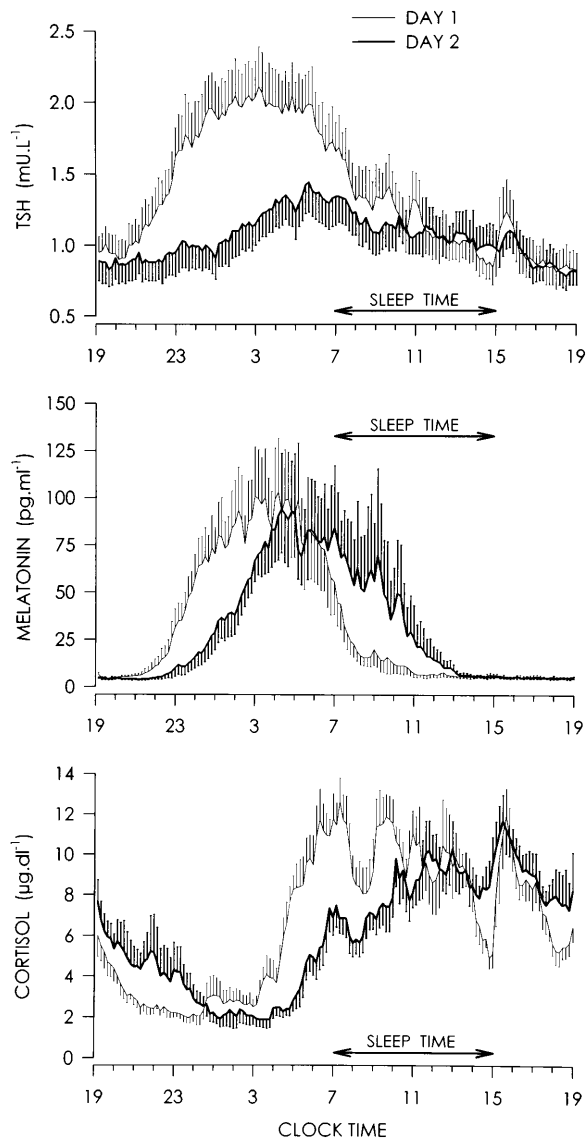 DAY 1
DAY 2
2.5
2.0
1.5
1.0
0.5
TSH (mU.L⁻¹)
SLEEP TIME
19 23 3 7 11 15 19
150
125
100
75
50
25
0
MELATONIN (pg.ml⁻¹)
SLEEP TIME
19 23 3 7 11 15 19
14
12
10
8
6
4
2
0
CORTISOL (µg.dl⁻¹)
SLEEP TIME
19 23 3 7 11 15 19
CLOCK TIME